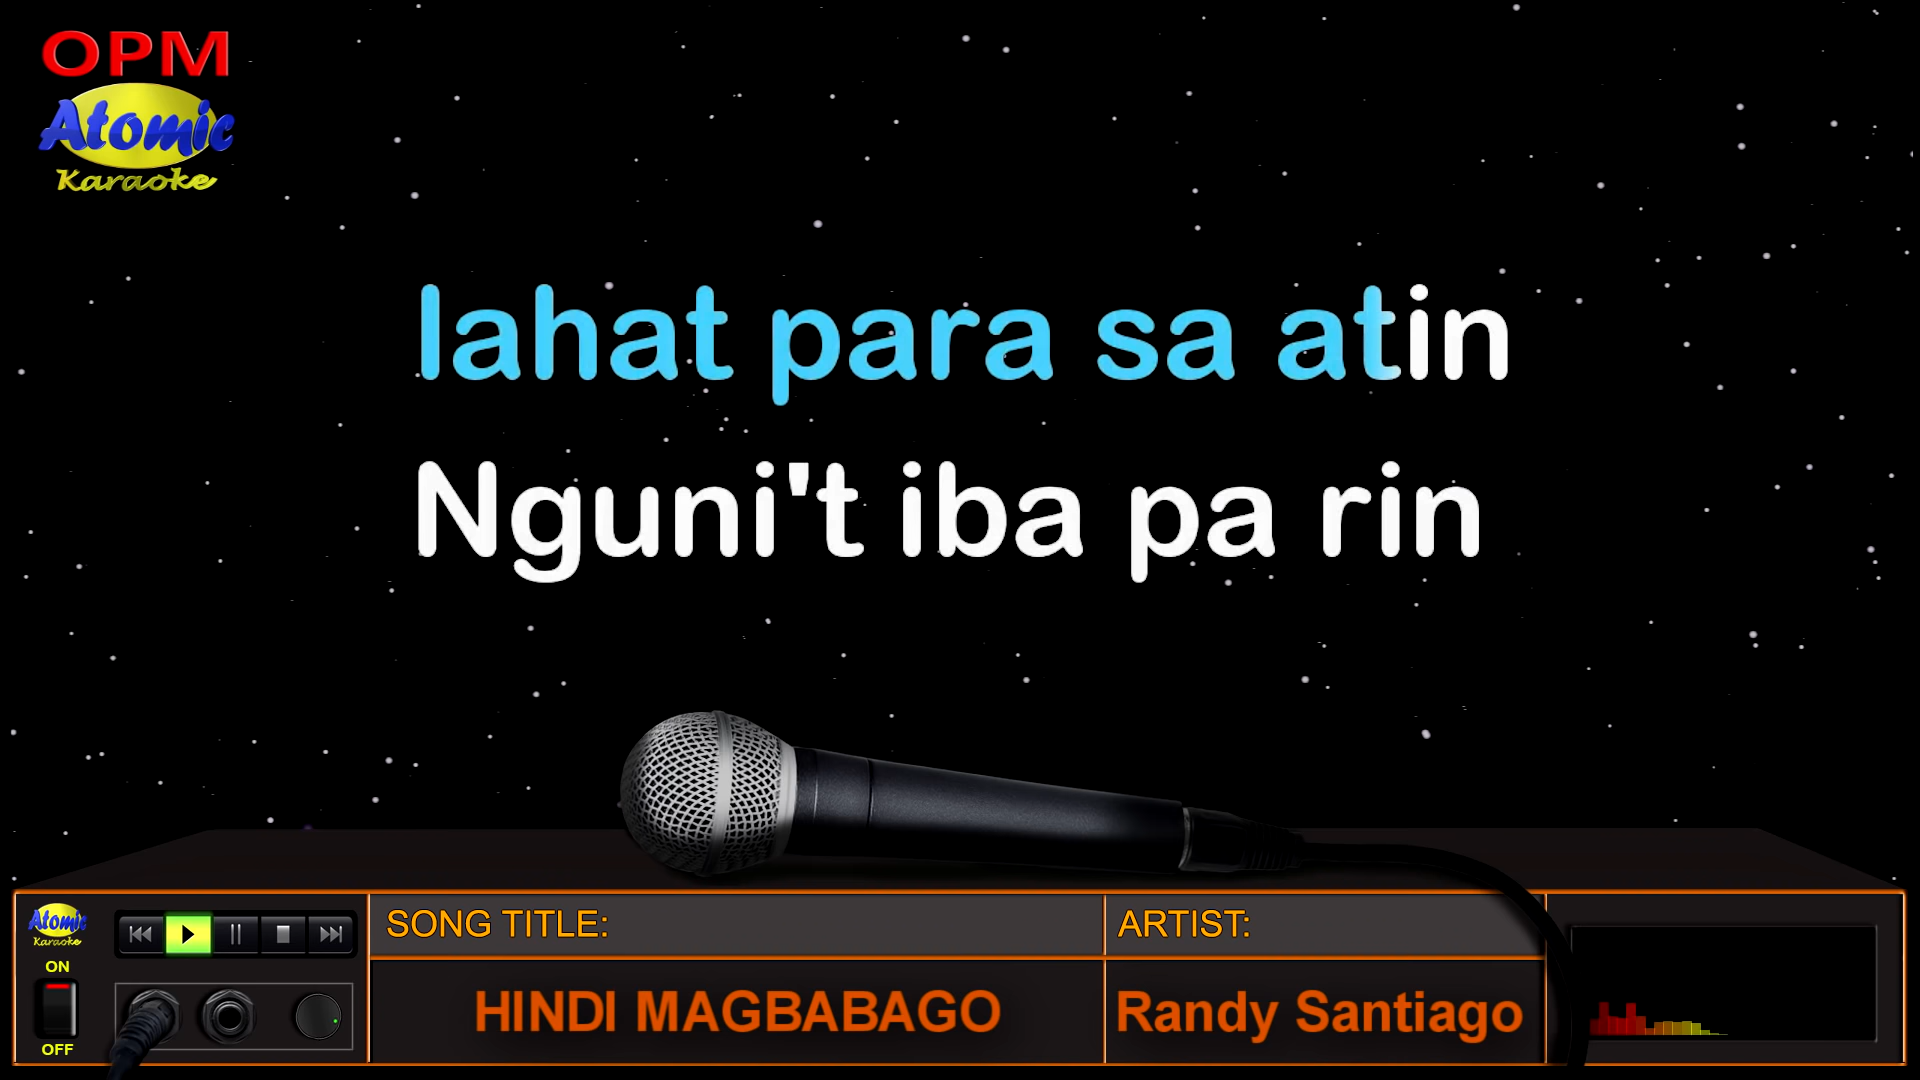 OPM
Atomic
Karaoke
lahat para sa atin
Nguni't iba pa rin
Atomic
Karaoke
ON
OFF
SONG TITLE:
ARTIST:
HINDI MAGBABAGO
Randy Santiago